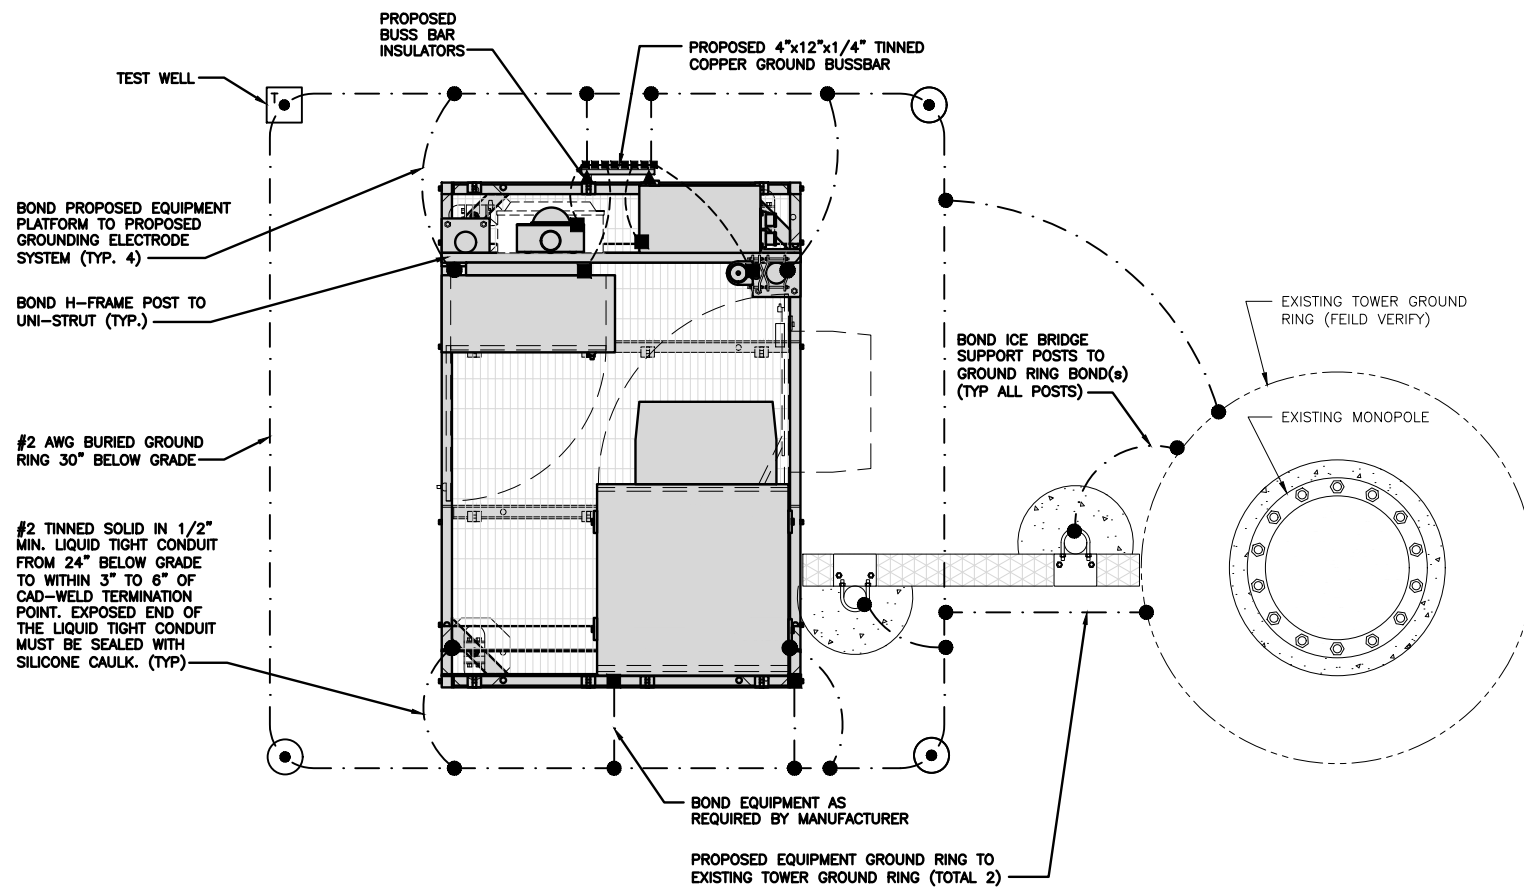 PROPOSED
BUSS BAR
INSULATORS
PROPOSED 4"x12"x1/4" TINNED
COPPER GROUND BUSSBAR
TEST WELL
T
BOND PROPOSED EQUIPMENT
PLATFORM TO PROPOSED
GROUNDING ELECTRODE
SYSTEM (TYP. 4)
BOND H-FRAME POST TO
UNI-STRUT (TYP.)
EXISTING TOWER GROUND
RING (FEILD VERIFY)
BOND ICE BRIDGE
SUPPORT POSTS TO
GROUND RING BOND(s)
(TYP ALL POSTS)
EXISTING MONOPOLE
#2 AWG BURIED GROUND
RING 30" BELOW GRADE
#2 TINNED SOLID IN 1/2"
MIN. LIQUID TIGHT CONDUIT
FROM 24" BELOW GRADE
TO WITHIN 3" TO 6" OF
CAD-WELD TERMINATION
POINT. EXPOSED END OF
THE LIQUID TIGHT CONDUIT
MUST BE SEALED WITH
SILICONE CAULK. (TYP)
BOND EQUIPMENT AS
REQUIRED BY MANUFACTURER
PROPOSED EQUIPMENT GROUND RING TO
EXISTING TOWER GROUND RING (TOTAL 2)